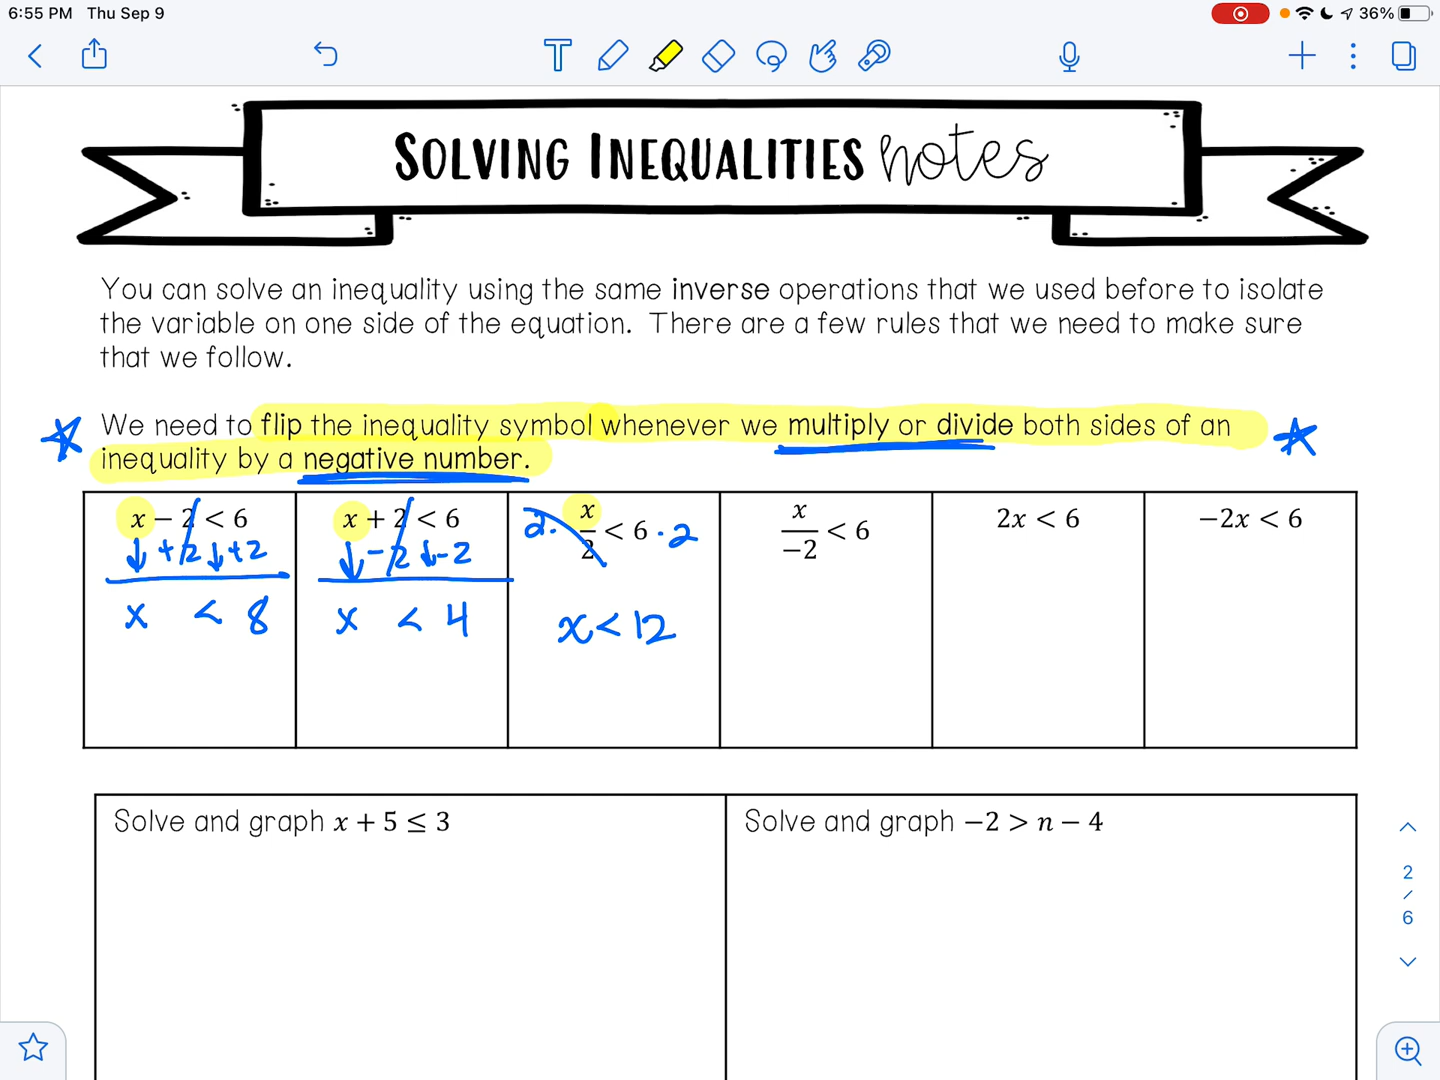 6:55 PM Thu Sep 9 36%
T
SOLVING INEQUALITIES notes
You can solve an inequality using the same inverse operations that we used before to isolate
the variable on one side of the equation. There are a few rules that we need to make sure
that we follow.
We need to flip the inequality symbol whenever we multiply or divide both sides of an
inequality by a negative number.
x − 2 < 6
+2 +2
x < 8
x + 2 < 6
−2 −2
x < 4
2· x/2 < 6 ·2
x < 12
x/−2 < 6
2x < 6
−2x < 6
Solve and graph x + 5 ≤ 3
Solve and graph −2 > n − 4
2
/
6